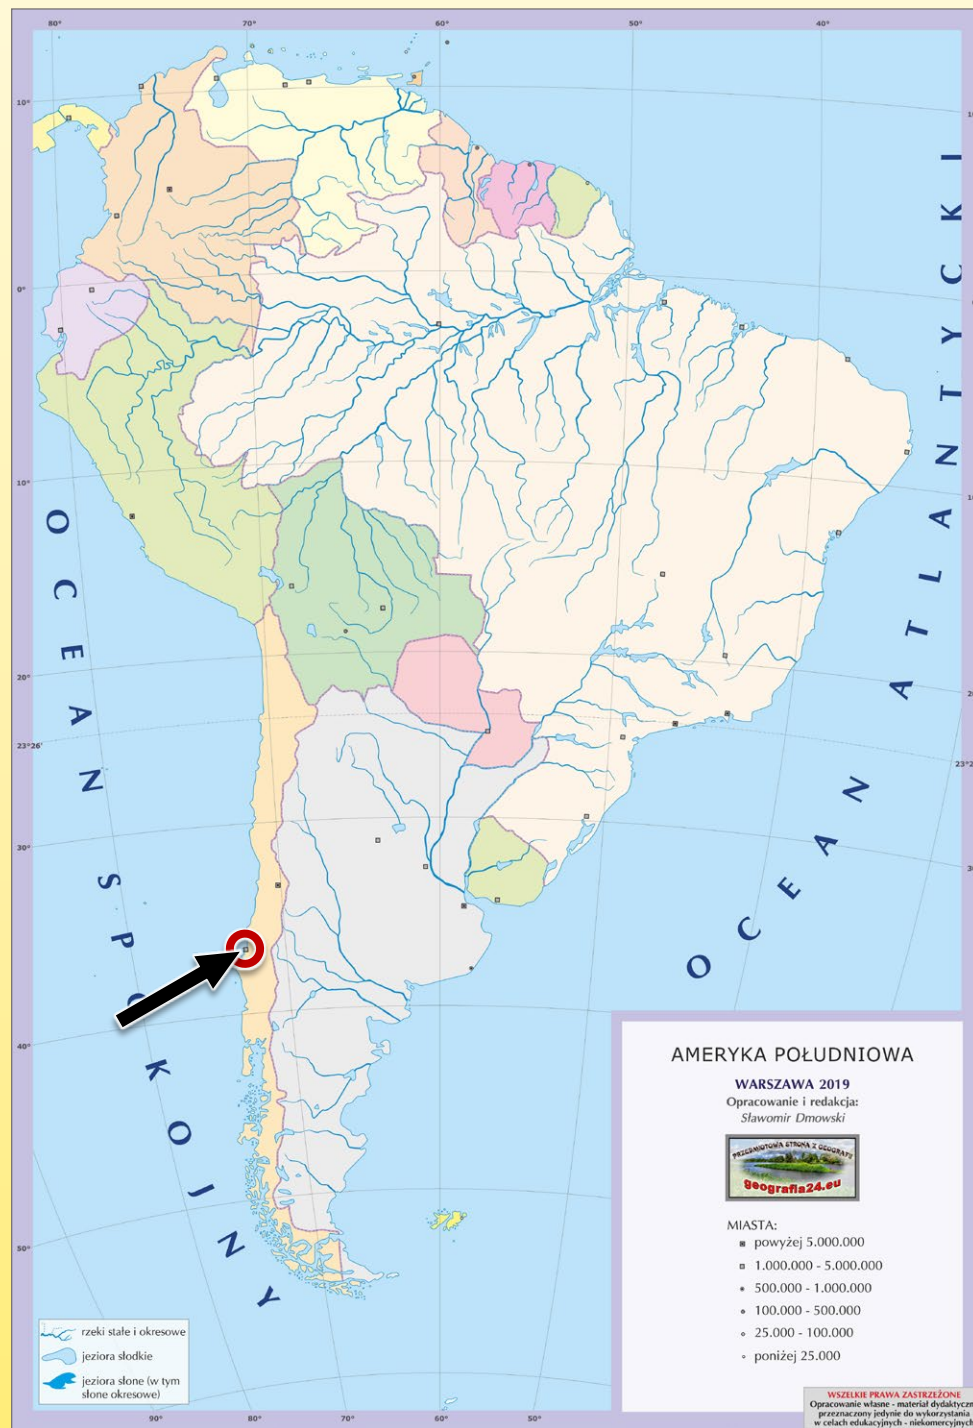 80°
70°
60°
50°
40°
10°
0°
10°
20°
23°26'
30°
40°
50°
OCEAN SPOKOJNY
OCEAN ATLANTYCKI
AMERYKA POŁUDNIOWA
WARSZAWA 2019
Opracowanie i redakcja:
Sławomir Dmowski
PRZEDMIOTOWA STRONA Z GEOGRAFII
geografia24.eu
MIASTA:
powyżej 5.000.000
1.000.000 - 5.000.000
500.000 - 1.000.000
100.000 - 500.000
25.000 - 100.000
poniżej 25.000
rzeki stałe i okresowe
jeziora słodkie
jeziora słone (w tym
słone okresowe)
90°
80°
70°
60°
50°
WSZELKIE PRAWA ZASTRZEŻONE
Opracowanie własne - materiał dydaktyczny
przeznaczony jedynie do wykorzystania
w celach edukacyjnych - niekomercyjnych